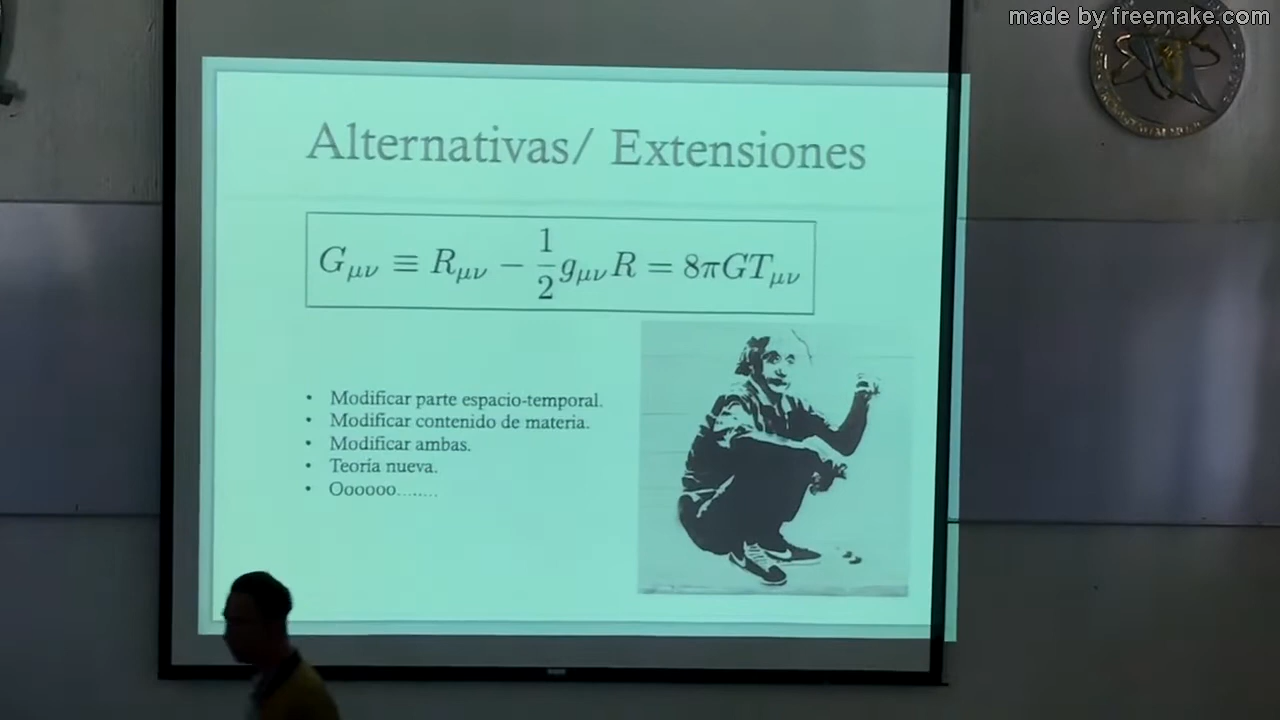 made by freemake.com
Alternativas/ Extensiones
G_{μν} ≡ R_{μν} − \frac{1}{2} g_{μν} R = 8πGT_{μν}
• Modificar parte espacio-temporal.
• Modificar contenido de materia.
• Modificar ambas.
• Teoría nueva.
• Oooooo........